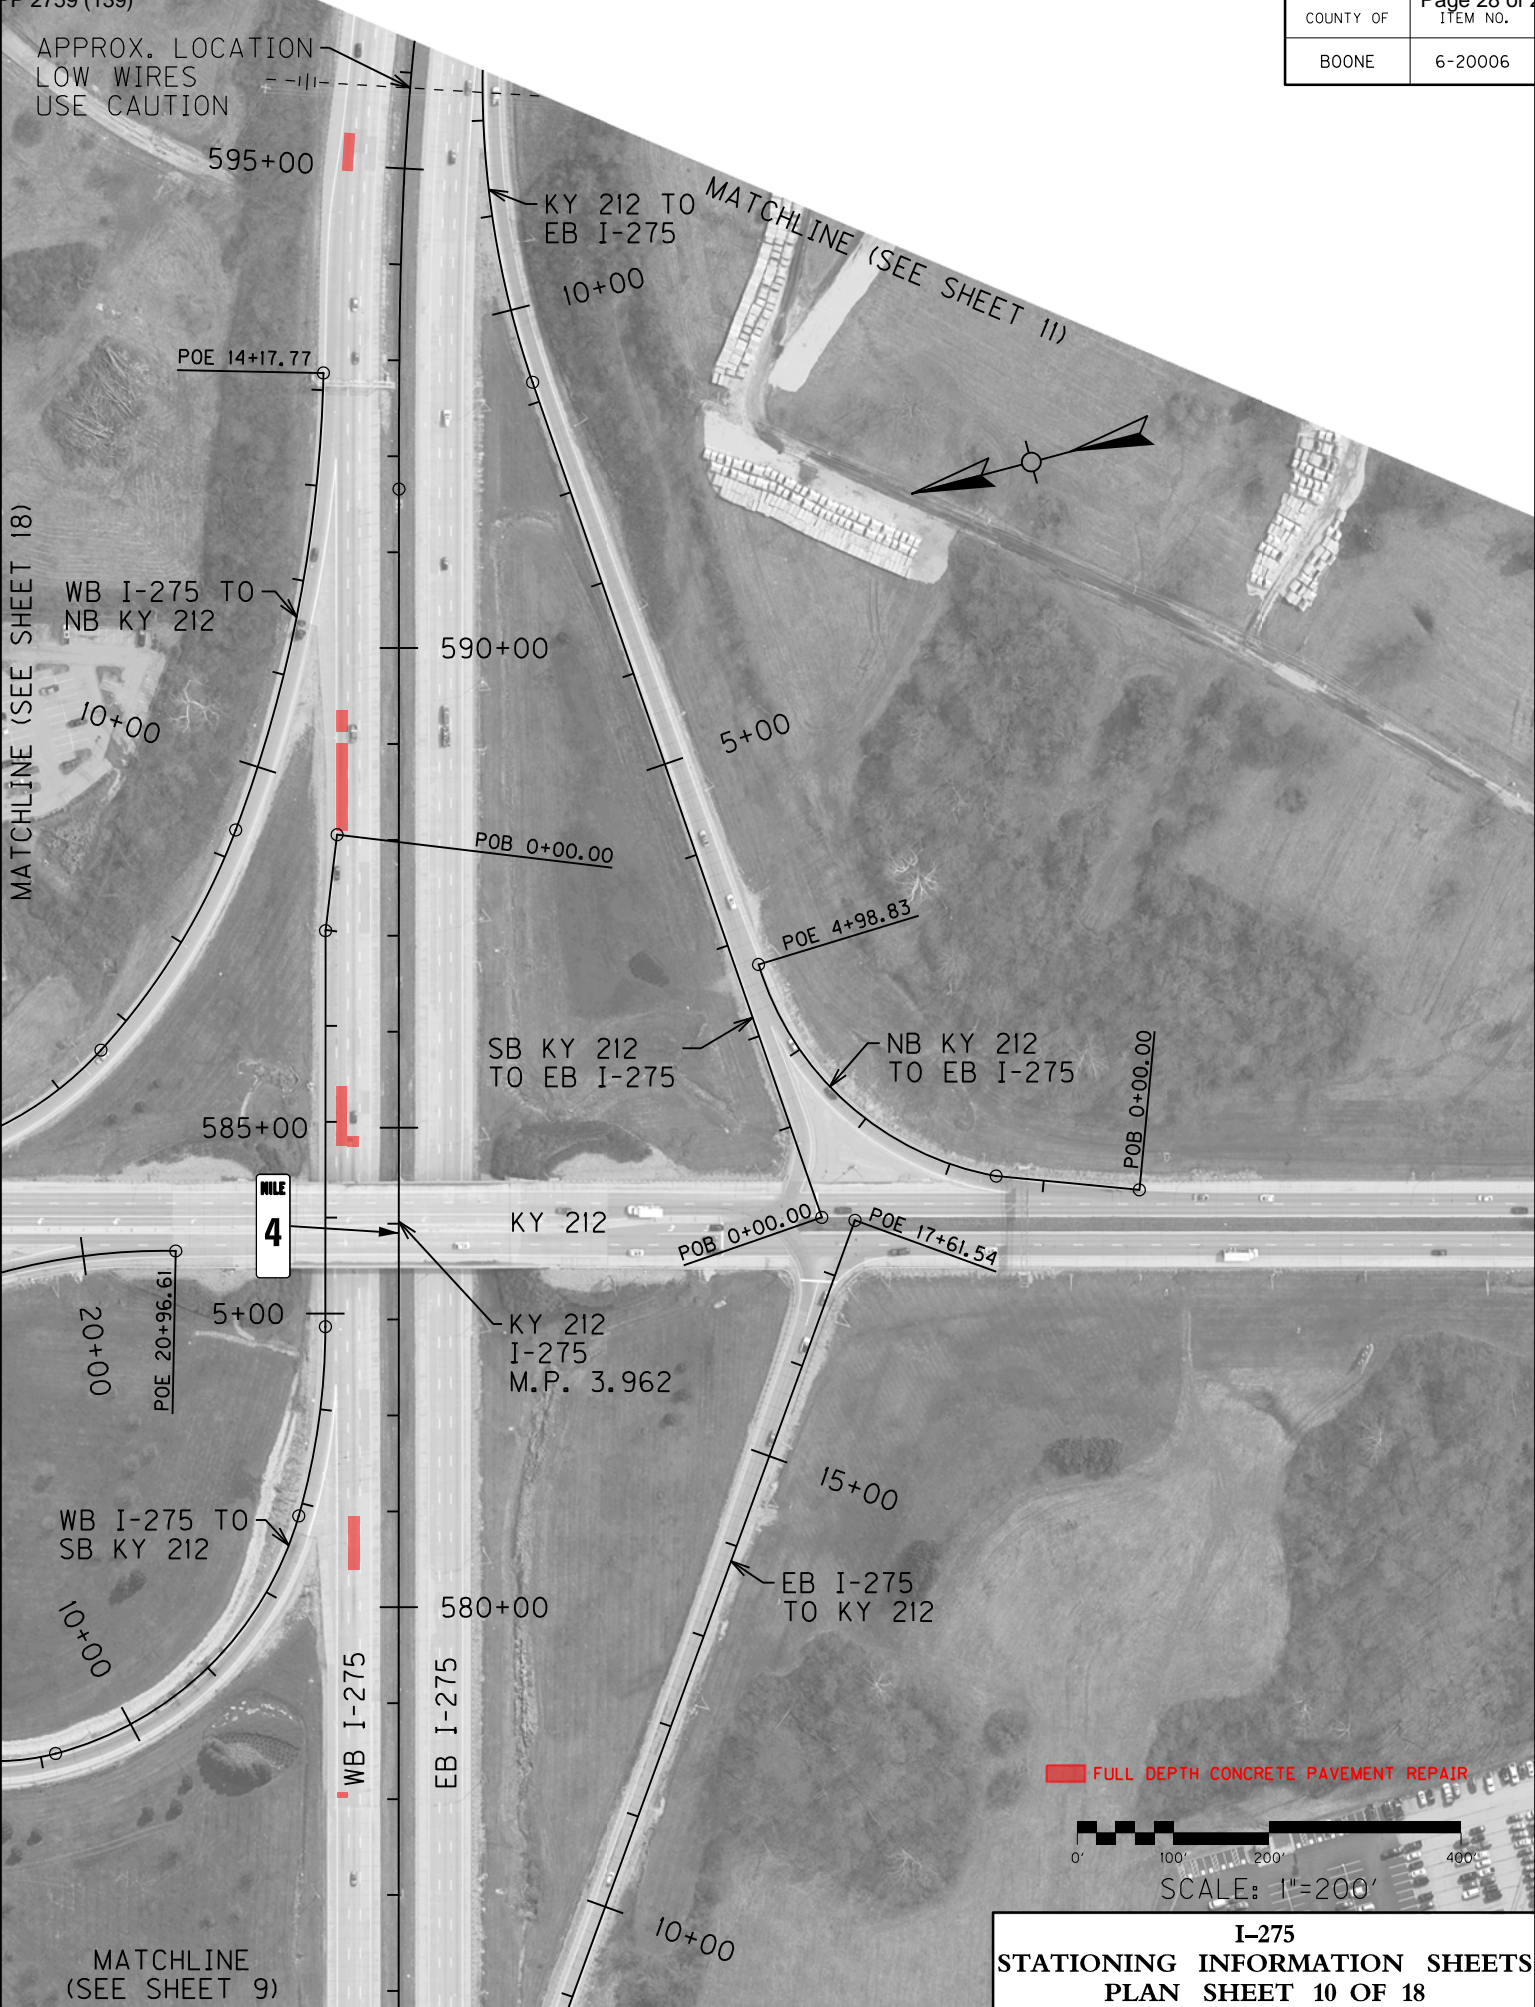 COUNTY OF
ITEM NO.
BOONE
6-20006
APPROX. LOCATION
LOW WIRES
USE CAUTION
595+00
KY 212 TO
EB I-275
MATCHLINE (SEE SHEET 11)
10+00
POE 14+17.77
MATCHLINE (SEE SHEET 18)
WB I-275 TO
NB KY 212
590+00
10+00
5+00
POB 0+00.00
POE 4+98.83
SB KY 212
TO EB I-275
NB KY 212
TO EB I-275
POB 0+00.00
585+00
MILE
4
KY 212
POB 0+00.00
POE 17+61.54
20+00
POE 20+96.61
5+00
KY 212
I-275
M.P. 3.962
15+00
WB I-275 TO
SB KY 212
10+00
580+00
EB I-275
TO KY 212
WB I-275
EB I-275
FULL DEPTH CONCRETE PAVEMENT REPAIR
0'
100'
200'
400'
SCALE: 1"=200'
10+00
MATCHLINE
(SEE SHEET 9)
I-275
STATIONING INFORMATION SHEETS
PLAN SHEET 10 OF 18